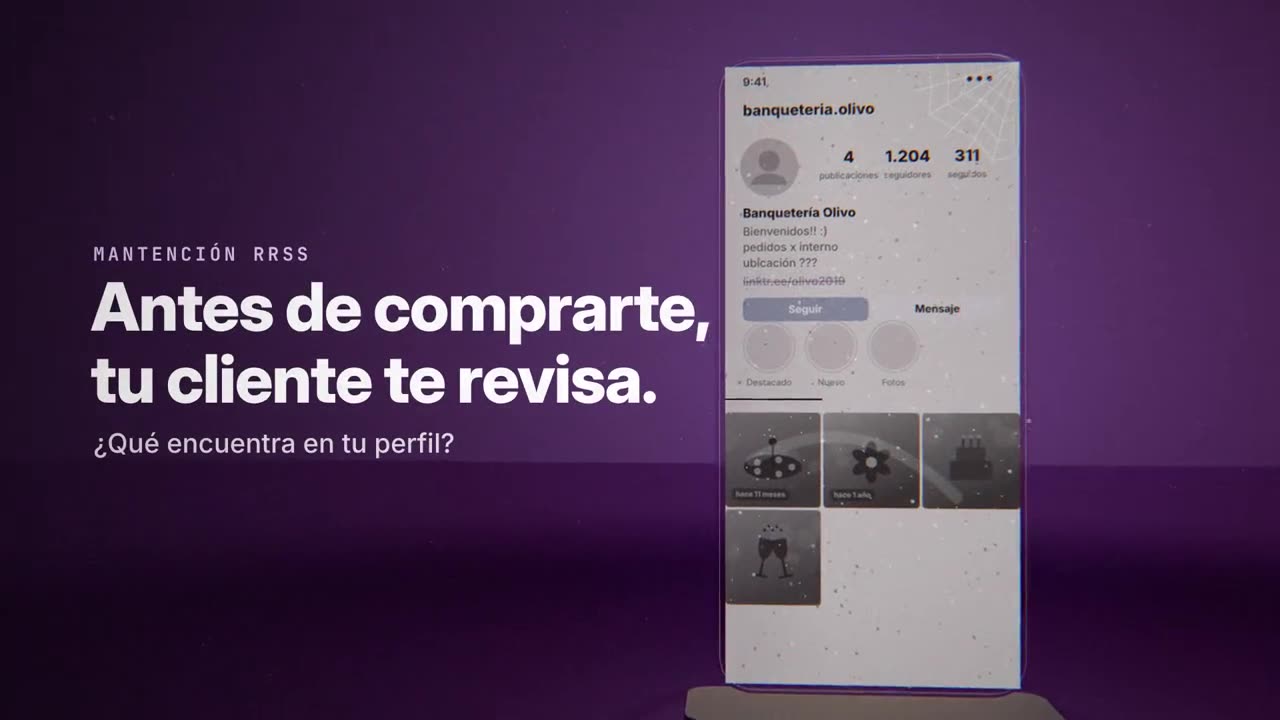 MANTENCIÓN RRSS
Antes de comprarte,
tu cliente te revisa.
¿Qué encuentra en tu perfil?
9:41
banqueteria.olivo
4 1.204 311
publicaciones seguidores seguidos
Banquetería Olivo
Bienvenidos!! :)
pedidos x interno
ubicación ???
linktr.ee/olivo2019
Seguir Mensaje
Destacado Nuevo Fotos
hace 11 meses hace 1 año